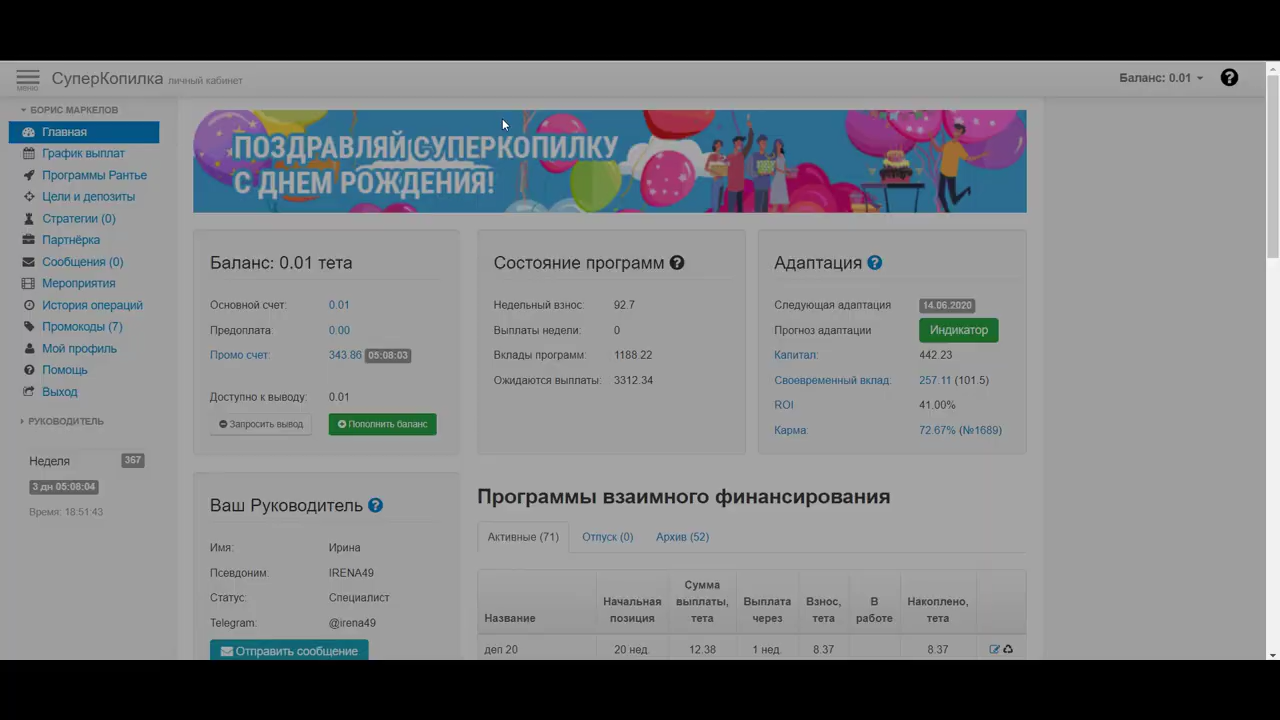 СуперКопилка личный кабинет
Баланс: 0.01
МЕНЮ
БОРИС МАРКЕЛОВ
Главная
График выплат
Программы Рантье
Цели и депозиты
Стратегии (0)
Партнёрка
Сообщения (0)
Мероприятия
История операций
Промокоды (7)
Мой профиль
Помощь
Выход
РУКОВОДИТЕЛЬ
Неделя 367
3 дн 05:08:04
Время: 18:51:43
ПОЗДРАВЛЯЙ СУПЕРКОПИЛКУ
С ДНЕМ РОЖДЕНИЯ!
Баланс: 0.01 тета
Основной счет: 0.01
Предоплата: 0.00
Промо счет: 343.86 05:08:03
Доступно к выводу: 0.01
Запросить вывод Пополнить баланс
Состояние программ
Недельный взнос: 92.7
Выплаты недели: 0
Вклады программ: 1188.22
Ожидаются выплаты: 3312.34
Адаптация
Следующая адаптация 14.06.2020
Прогноз адаптации Индикатор
Капитал: 442.23
Своевременный вклад: 257.11 (101.5)
ROI 41.00%
Карма: 72.67% (№1689)
Ваш Руководитель
Имя: Ирина
Псевдоним: IRENA49
Статус: Специалист
Telegram: @irena49
Отправить сообщение
Программы взаимного финансирования
Активные (71) Отпуск (0) Архив (52)
Название Начальная позиция Сумма выплаты, тета Выплата через Взнос, тета В работе Накоплено, тета
деп 20 20 нед. 12.38 1 нед. 8.37 8.37